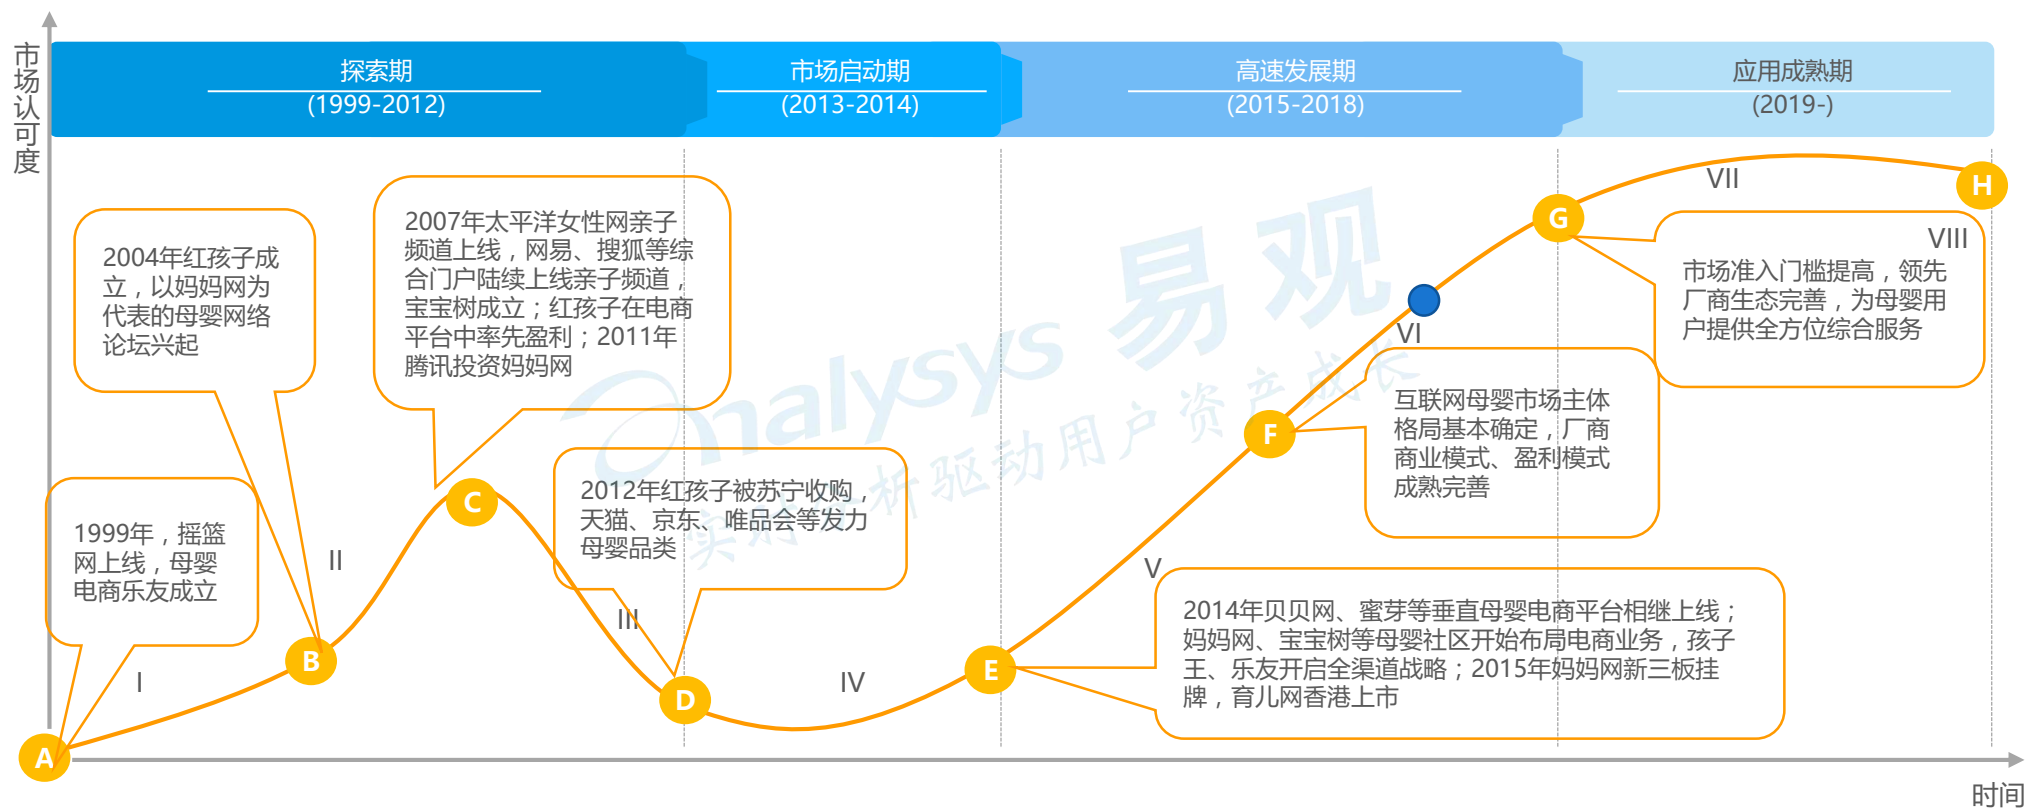 市场认可度
探索期
(1999-2012)
市场启动期
(2013-2014)
高速发展期
(2015-2018)
应用成熟期
(2019-)
2004年红孩子成
立，以妈妈网为
代表的母婴网络
论坛兴起
2007年太平洋女性网亲子
频道上线，网易、搜狐等综
合门户陆续上线亲子频道，
宝宝树成立；红孩子在电商
平台中率先盈利；2011年
腾讯投资妈妈网
VII
H
G
VIII
市场准入门槛提高，领先
厂商生态完善，为母婴用
户提供全方位综合服务
VI
互联网母婴市场主体
格局基本确定，厂商
商业模式、盈利模式
成熟完善
F
nalysys 易观
实时分析驱动用户资产成长
C
2012年红孩子被苏宁收购，
天猫、京东、唯品会等发力
母婴品类
1999年，摇篮
网上线，母婴
电商乐友成立
II
III
V
2014年贝贝网、蜜芽等垂直母婴电商平台相继上线；
妈妈网、宝宝树等母婴社区开始布局电商业务，孩子
王、乐友开启全渠道战略；2015年妈妈网新三板挂
牌，育儿网香港上市
B
I
IV
E
D
A
时间